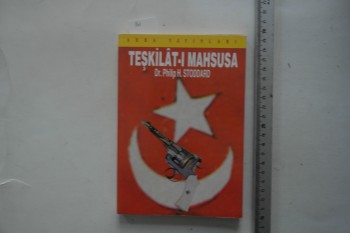 ARBA YAYINLARI
TEŞKİLÂT-I MAHSUSA
Dr. Philip H. STODDARD